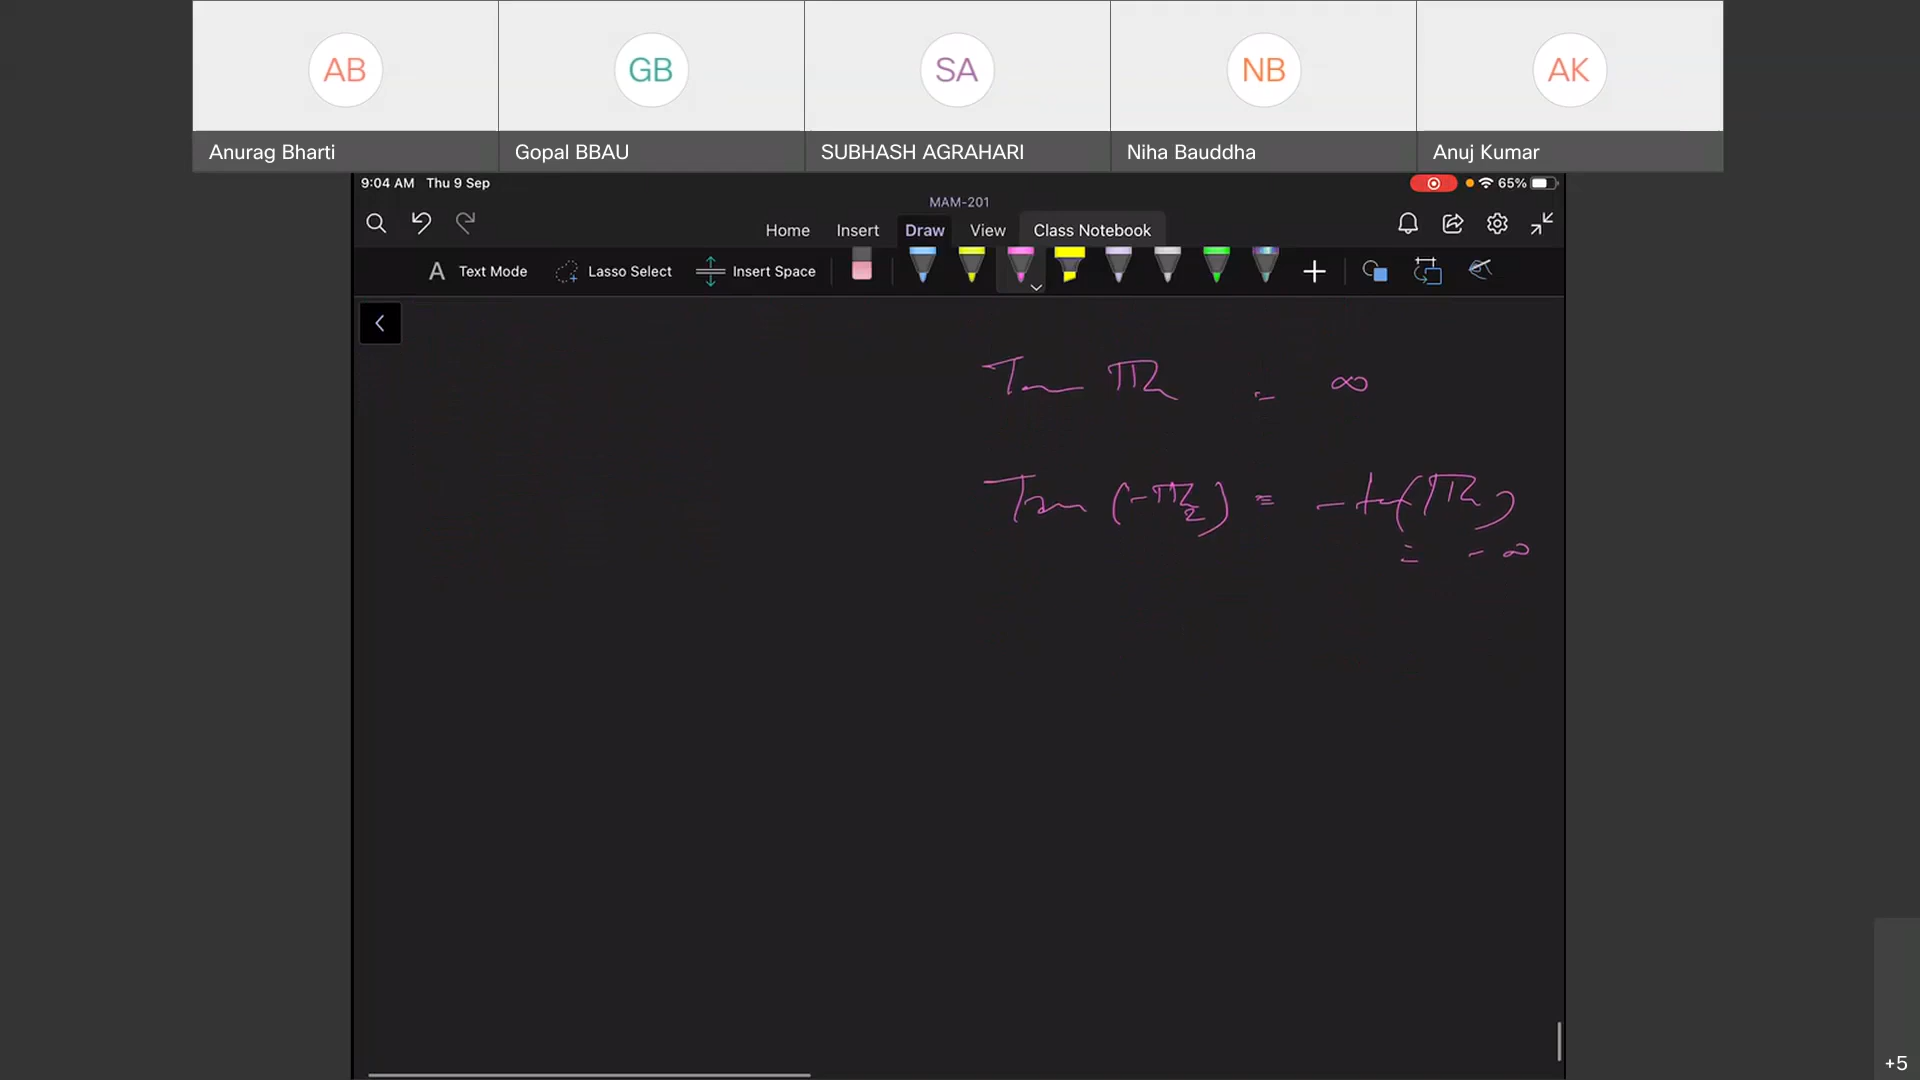 AB GB SA NB AK
Anurag Bharti Gopal BBAU SUBHASH AGRAHARI Niha Bauddha Anuj Kumar
9:04 AM Thu 9 Sep 65%
MAM-201
Home Insert Draw View Class Notebook
A Text Mode Lasso Select Insert Space
Tan π/2 = ∞
Tan (-π/2) = - tan(π/2)
= - ∞
+5